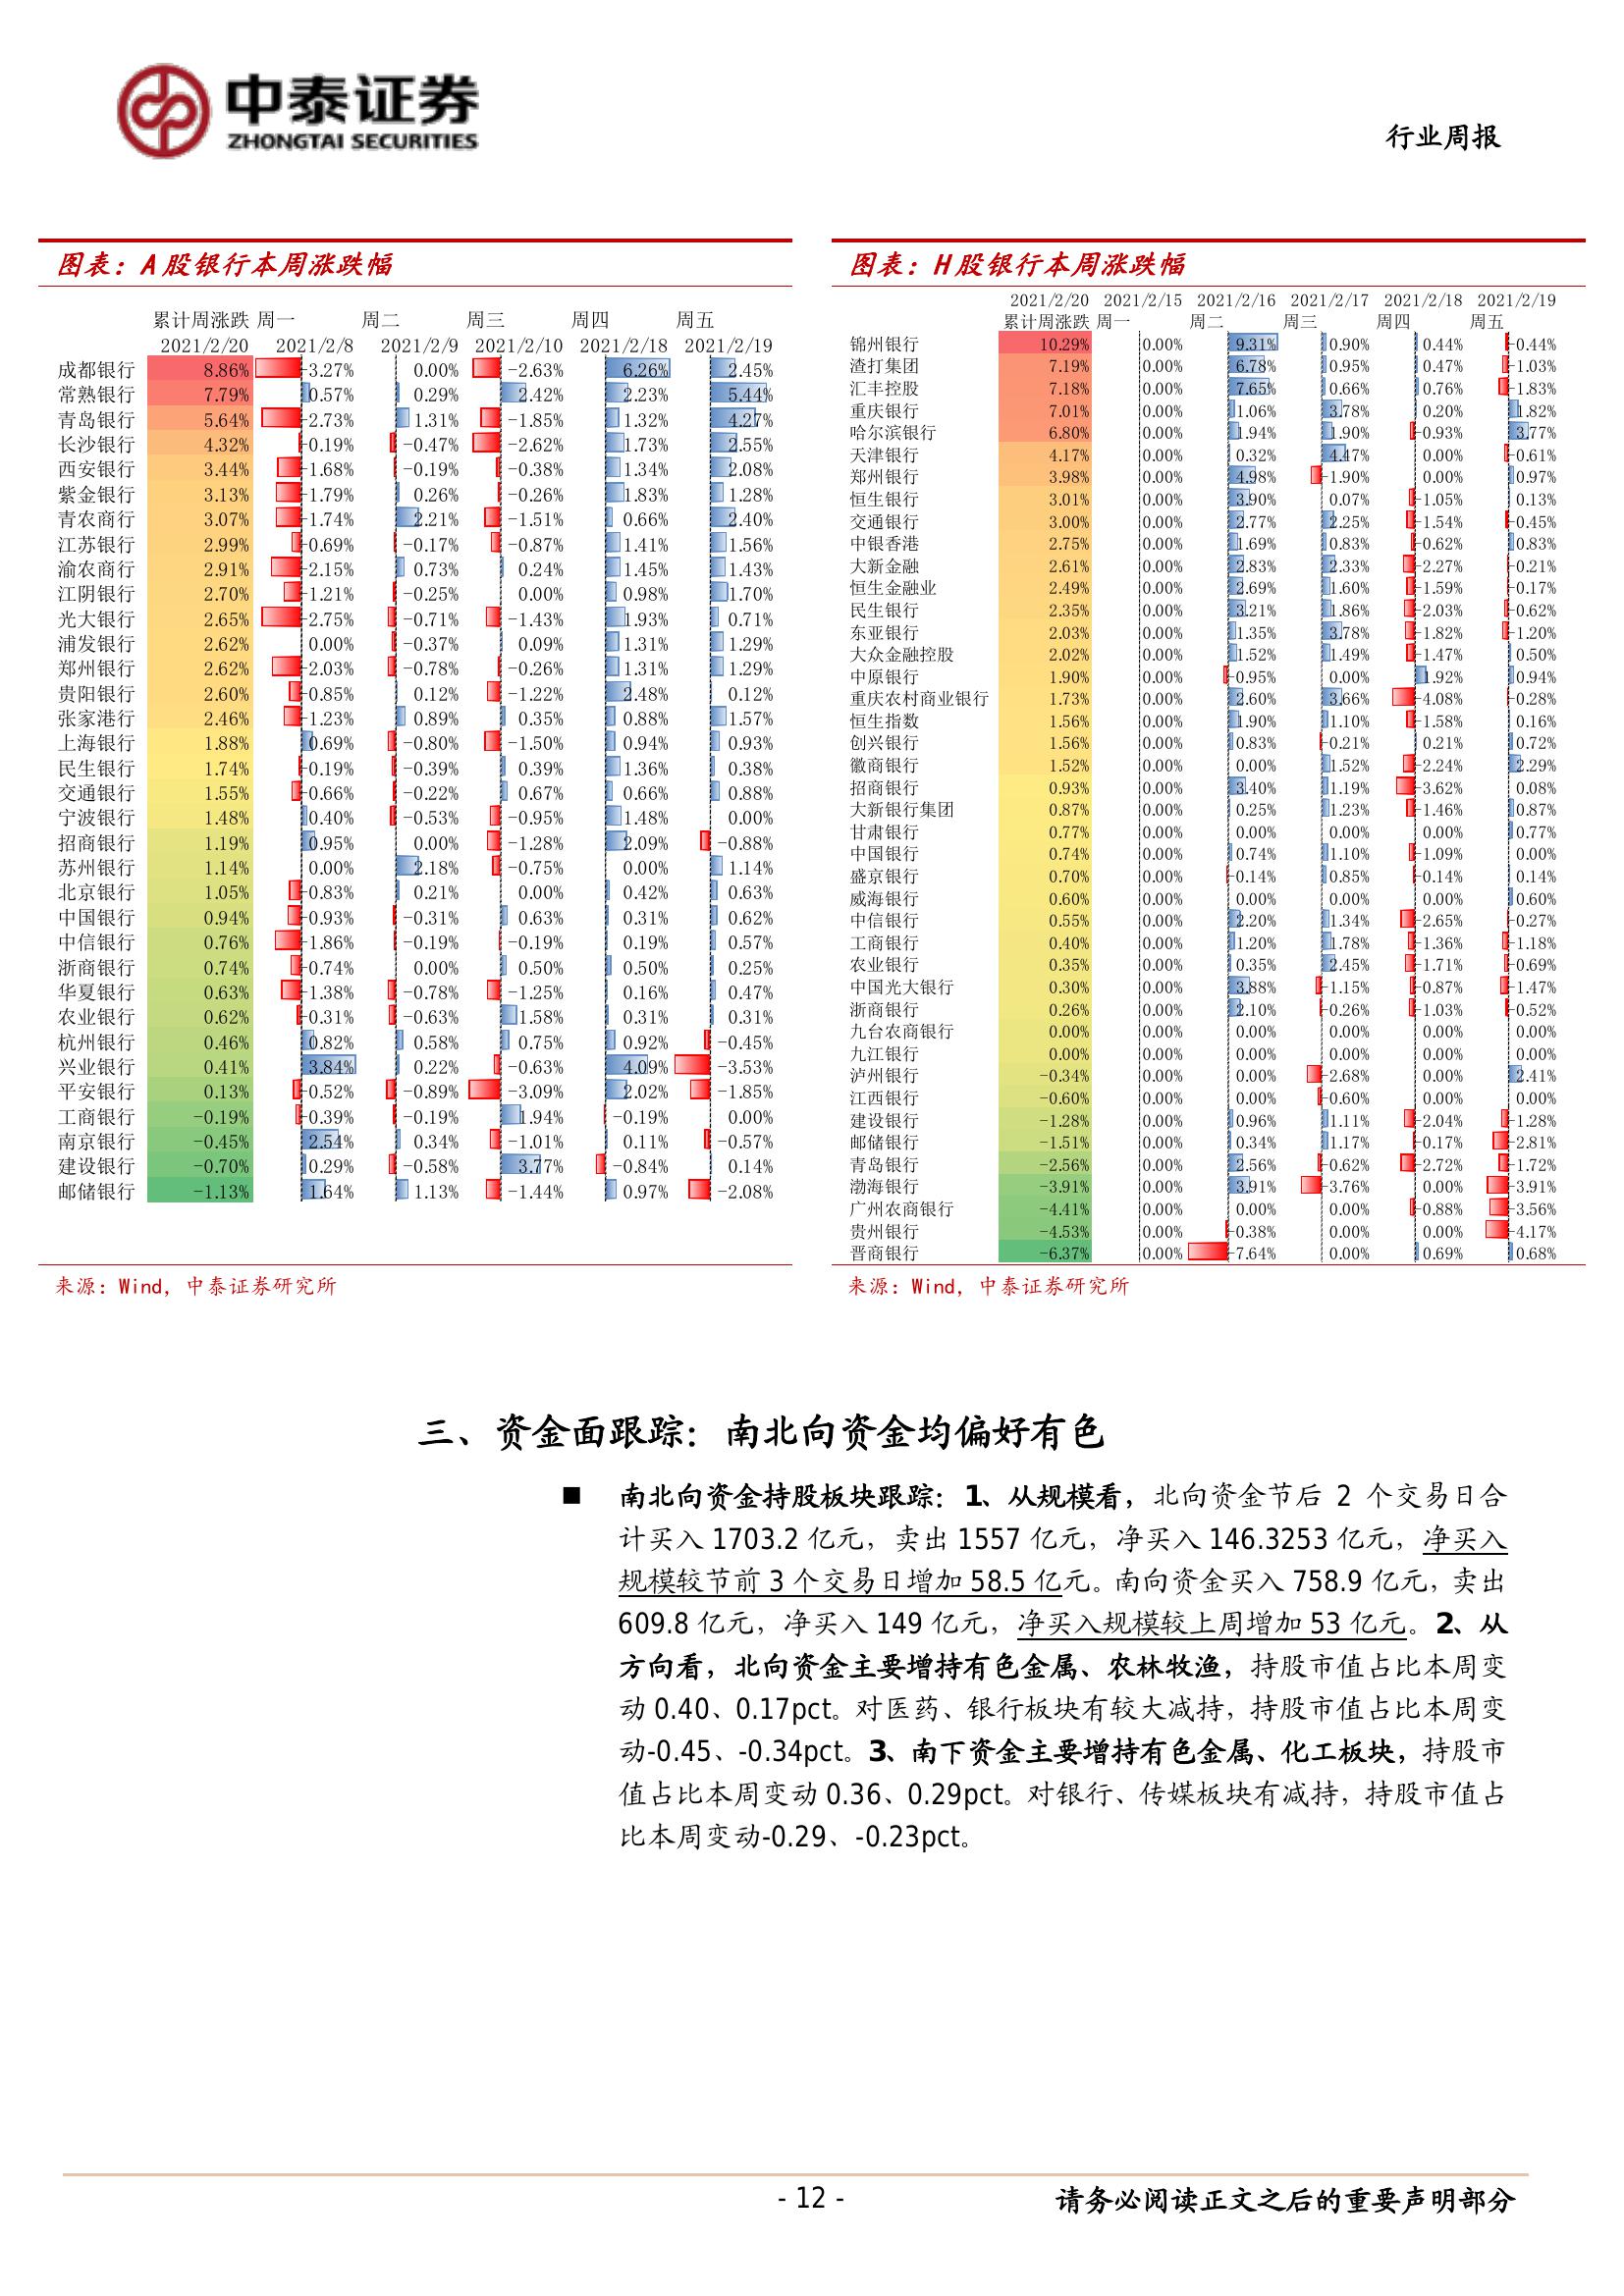 中泰证券
ZHONGTAI SECURITIES
行业周报
图表：A股银行本周涨跌幅
累计周涨跌 周一 周二 周三 周四 周五
2021/2/20 2021/2/8 2021/2/9 2021/2/10 2021/2/18 2021/2/19
成都银行 8.86% -3.27% 0.00% -2.63% 6.26% 2.45%
常熟银行 7.79% 0.57% 0.29% 2.42% 2.23% 5.44%
青岛银行 5.64% -2.73% 1.31% -1.85% 1.32% 4.27%
长沙银行 4.32% -0.19% -0.47% -2.62% 1.73% 2.55%
西安银行 3.44% -1.68% -0.19% -0.38% 1.34% 2.08%
紫金银行 3.13% -1.79% 0.26% -0.26% 1.83% 1.28%
青农商行 3.07% -1.74% 2.21% -1.51% 0.66% 2.40%
江苏银行 2.99% -0.69% -0.17% -0.87% 1.41% 1.56%
渝农商行 2.91% -2.15% 0.73% 0.24% 1.45% 1.43%
江阴银行 2.70% -1.21% -0.25% 0.00% 0.98% 1.70%
光大银行 2.65% -2.75% -0.71% -1.43% 1.93% 0.71%
浦发银行 2.62% 0.00% -0.37% 0.09% 1.31% 1.29%
郑州银行 2.62% -2.03% -0.78% -0.26% 1.31% 1.29%
贵阳银行 2.60% -0.85% 0.12% -1.22% 2.48% 0.12%
张家港行 2.46% -1.23% 0.89% 0.35% 0.88% 1.57%
上海银行 1.88% 0.69% -0.80% -1.50% 0.94% 0.93%
民生银行 1.74% -0.19% -0.39% 0.39% 1.36% 0.38%
交通银行 1.55% -0.66% -0.22% 0.67% 0.66% 0.88%
宁波银行 1.48% 0.40% -0.53% -0.95% 1.48% 0.00%
招商银行 1.19% 0.95% 0.00% -1.28% 2.09% -0.88%
苏州银行 1.14% 0.00% 2.18% -0.75% 0.00% 1.14%
北京银行 1.05% -0.83% 0.21% 0.00% 0.42% 0.63%
中国银行 0.94% -0.93% -0.31% 0.63% 0.31% 0.62%
中信银行 0.76% -1.86% -0.19% -0.19% 0.19% 0.57%
浙商银行 0.74% -0.74% 0.00% 0.50% 0.50% 0.25%
华夏银行 0.63% -1.38% -0.78% -1.25% 0.16% 0.47%
农业银行 0.62% -0.31% -0.63% 1.58% 0.31% 0.31%
杭州银行 0.46% 0.82% 0.58% 0.75% 0.92% -0.45%
兴业银行 0.41% 3.84% 0.22% -0.63% 4.09% -3.53%
平安银行 0.13% -0.52% -0.89% -3.09% 2.02% -1.85%
工商银行 -0.19% -0.39% -0.19% 1.94% -0.19% 0.00%
南京银行 -0.45% 2.54% 0.34% -1.01% 0.11% -0.57%
建设银行 -0.70% 0.29% -0.58% 3.77% -0.84% 0.14%
邮储银行 -1.13% 1.64% 1.13% -1.44% 0.97% -2.08%
来源：Wind，中泰证券研究所
图表：H股银行本周涨跌幅
2021/2/20 2021/2/15 2021/2/16 2021/2/17 2021/2/18 2021/2/19
累计周涨跌 周一 周二 周三 周四 周五
锦州银行 10.29% 0.00% 9.31% 0.90% 0.44% -0.44%
渣打集团 7.19% 0.00% 6.78% 0.95% 0.47% -1.03%
汇丰控股 7.18% 0.00% 7.65% 0.66% 0.76% -1.83%
重庆银行 7.01% 0.00% 1.06% 3.78% 0.20% 1.82%
哈尔滨银行 6.80% 0.00% 1.94% 1.90% -0.93% 3.77%
天津银行 4.17% 0.00% 0.32% 4.47% 0.00% -0.61%
郑州银行 3.98% 0.00% 4.98% -1.90% 0.00% 0.97%
恒生银行 3.01% 0.00% 3.90% 0.07% -1.05% 0.13%
交通银行 3.00% 0.00% 2.77% 2.25% -1.54% -0.45%
中银香港 2.75% 0.00% 1.69% 0.83% -0.62% 0.83%
大新金融 2.61% 0.00% 2.83% 2.33% -2.27% -0.21%
恒生金融业 2.49% 0.00% 2.69% 1.60% -1.59% -0.17%
民生银行 2.35% 0.00% 3.21% 1.86% -2.03% -0.62%
东亚银行 2.03% 0.00% 1.35% 3.78% -1.82% -1.20%
大众金融控股 2.02% 0.00% 1.52% 1.49% -1.47% 0.50%
中原银行 1.90% 0.00% -0.95% 0.00% 1.92% 0.94%
重庆农村商业银行 1.73% 0.00% 2.60% 3.66% -4.08% -0.28%
恒生指数 1.56% 0.00% 1.90% 1.10% -1.58% 0.16%
创兴银行 1.56% 0.00% 0.83% -0.21% 0.21% 0.72%
徽商银行 1.52% 0.00% 0.00% 1.52% -2.24% 2.29%
招商银行 0.93% 0.00% 3.40% 1.19% -3.62% 0.08%
大新银行集团 0.87% 0.00% 0.25% 1.23% -1.46% 0.87%
甘肃银行 0.77% 0.00% 0.00% 0.00% 0.00% 0.77%
中国银行 0.74% 0.00% 0.74% 1.10% -1.09% 0.00%
盛京银行 0.70% 0.00% -0.14% 0.85% -0.14% 0.14%
威海银行 0.60% 0.00% 0.00% 0.00% 0.00% 0.60%
中信银行 0.55% 0.00% 2.20% 1.34% -2.65% -0.27%
工商银行 0.40% 0.00% 1.20% 1.78% -1.36% -1.18%
农业银行 0.35% 0.00% 0.35% 2.45% -1.71% -0.69%
中国光大银行 0.30% 0.00% 3.88% -1.15% -0.87% -1.47%
浙商银行 0.26% 0.00% 2.10% -0.26% -1.03% -0.52%
九台农商银行 0.00% 0.00% 0.00% 0.00% 0.00% 0.00%
九江银行 0.00% 0.00% 0.00% 0.00% 0.00% 0.00%
泸州银行 -0.34% 0.00% 0.00% -2.68% 0.00% 2.41%
江西银行 -0.60% 0.00% 0.00% -0.60% 0.00% 0.00%
建设银行 -1.28% 0.00% 0.96% 1.11% -2.04% -1.28%
邮储银行 -1.51% 0.00% 0.34% 1.17% -0.17% -2.81%
青岛银行 -2.56% 0.00% 2.56% -0.62% -2.72% -1.72%
渤海银行 -3.91% 0.00% 3.91% -3.76% 0.00% -3.91%
广州农商银行 -4.41% 0.00% 0.00% 0.00% -0.88% -3.56%
贵州银行 -4.53% 0.00% -0.38% 0.00% 0.00% -4.17%
晋商银行 -6.37% 0.00% -7.64% 0.00% 0.69% 0.68%
来源：Wind，中泰证券研究所
三、资金面跟踪：南北向资金均偏好有色
■ 南北向资金持股板块跟踪：1、从规模看，北向资金节后 2 个交易日合
计买入 1703.2 亿元，卖出 1557 亿元，净买入 146.3253 亿元，净买入
规模较节前 3 个交易日增加 58.5 亿元。南向资金买入 758.9 亿元，卖出
609.8 亿元，净买入 149 亿元，净买入规模较上周增加 53 亿元。2、从
方向看，北向资金主要增持有色金属、农林牧渔，持股市值占比本周变
动 0.40、0.17pct。对医药、银行板块有较大减持，持股市值占比本周变
动-0.45、-0.34pct。3、南下资金主要增持有色金属、化工板块，持股市
值占比本周变动 0.36、0.29pct。对银行、传媒板块有减持，持股市值占
比本周变动-0.29、-0.23pct。
- 12 -
请务必阅读正文之后的重要声明部分